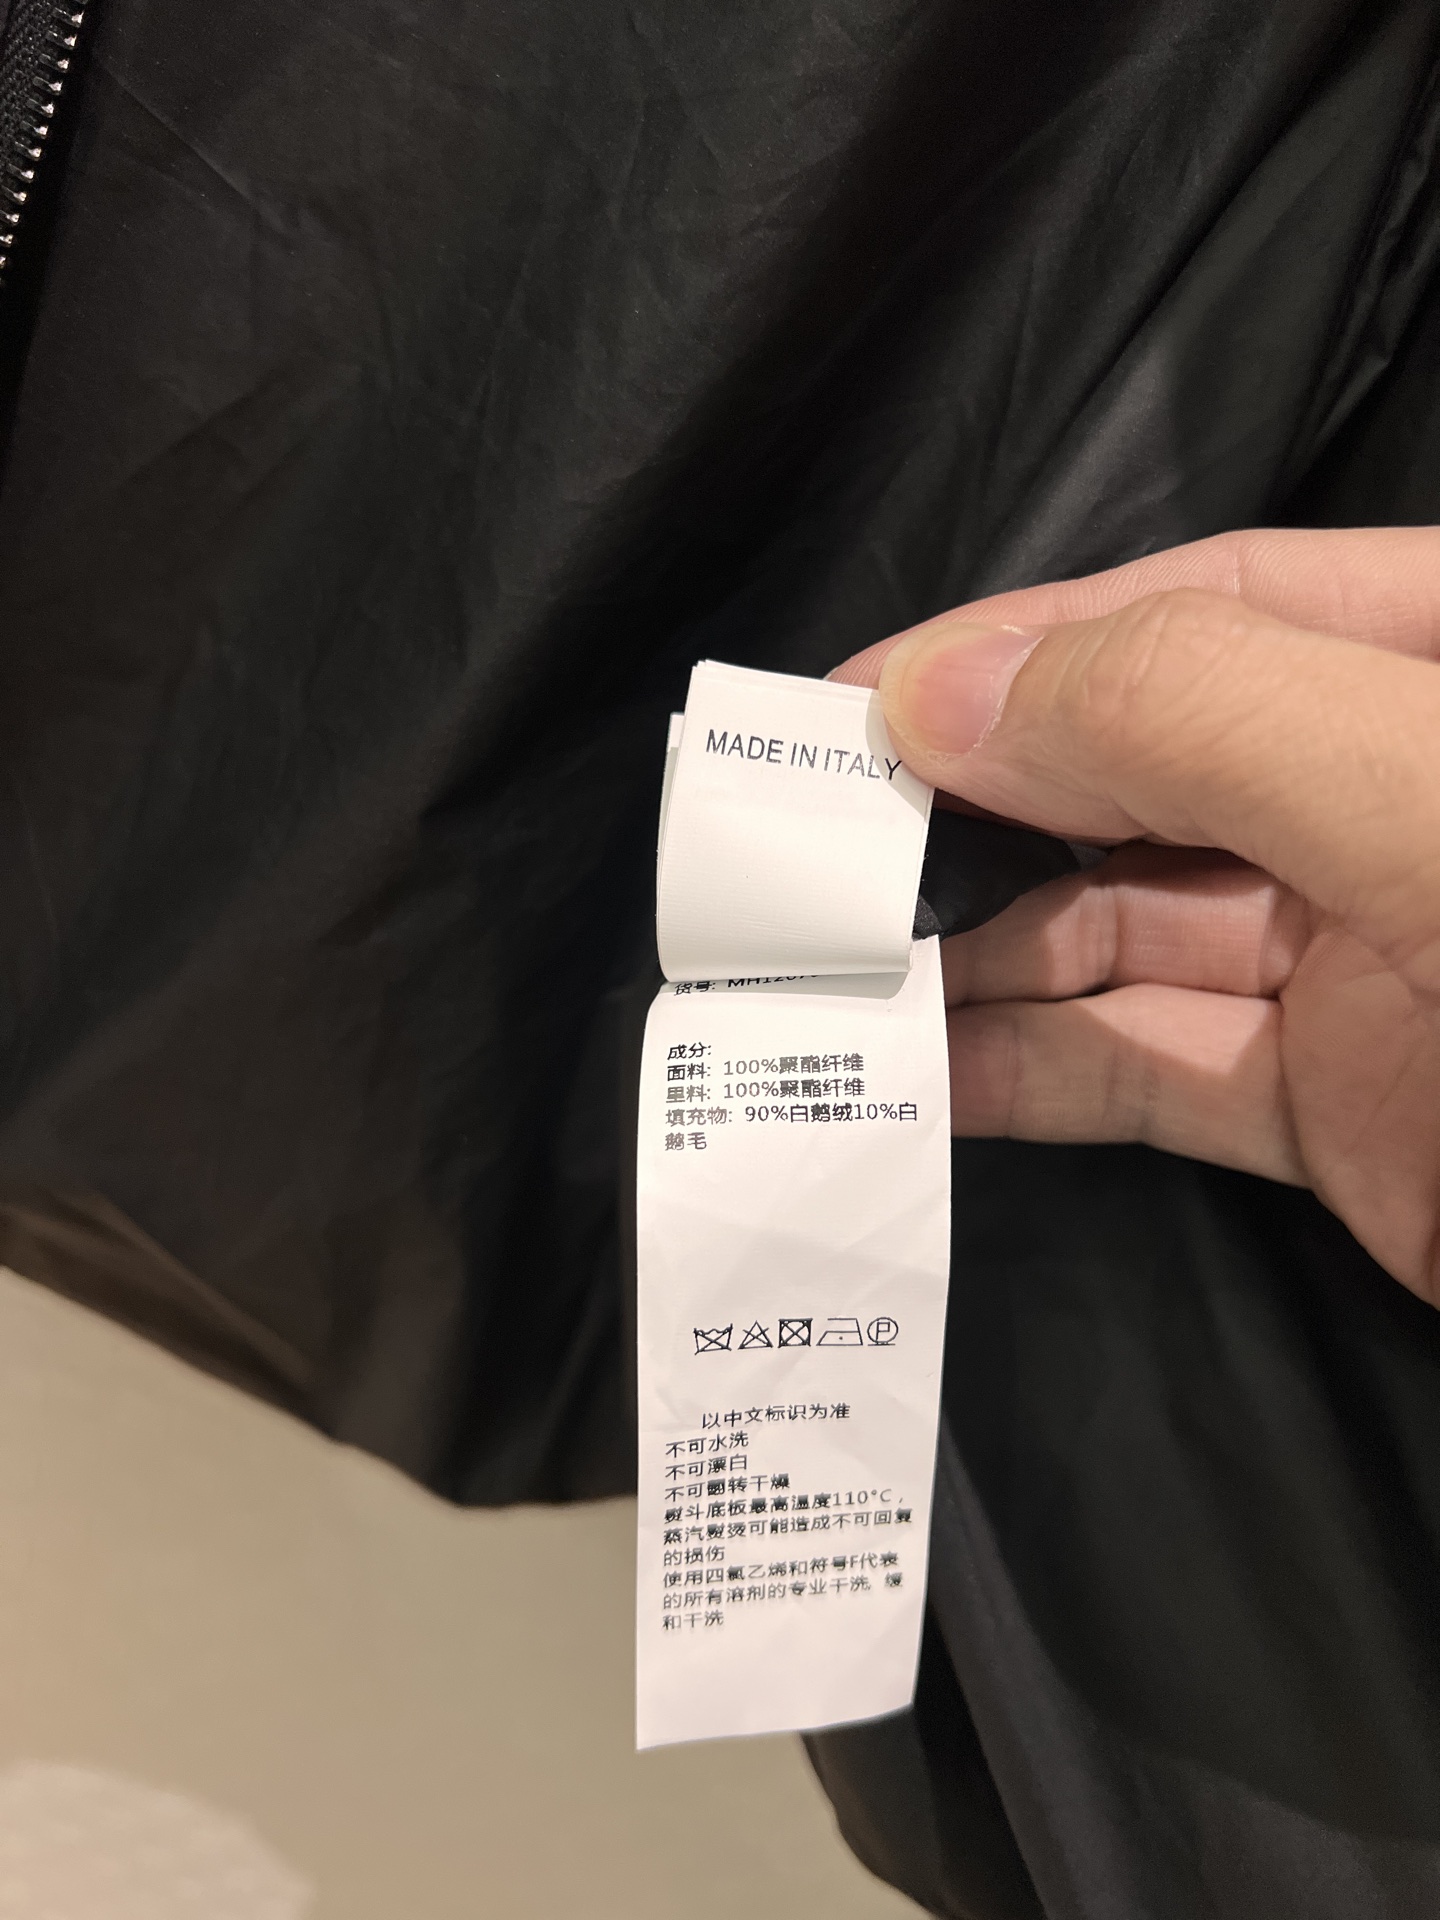 MADE IN ITALY
货号:
成分:
面料: 100%聚酯纤维
里料: 100%聚酯纤维
填充物: 90%白鹅绒10%白
鹅毛
P
以中文标识为准
不可水洗
不可漂白
不可翻转干燥
熨斗底板最高温度110°C,
蒸汽熨烫可能造成不可回复
的损伤
使用四氯乙烯和符号F代表
的所有溶剂的专业干洗 缓
和干洗